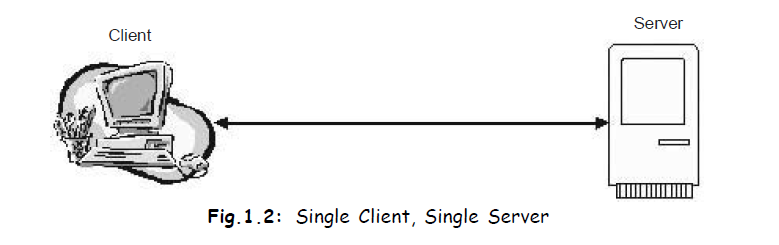 Client
Server
Fig.1.2: Single Client, Single Server